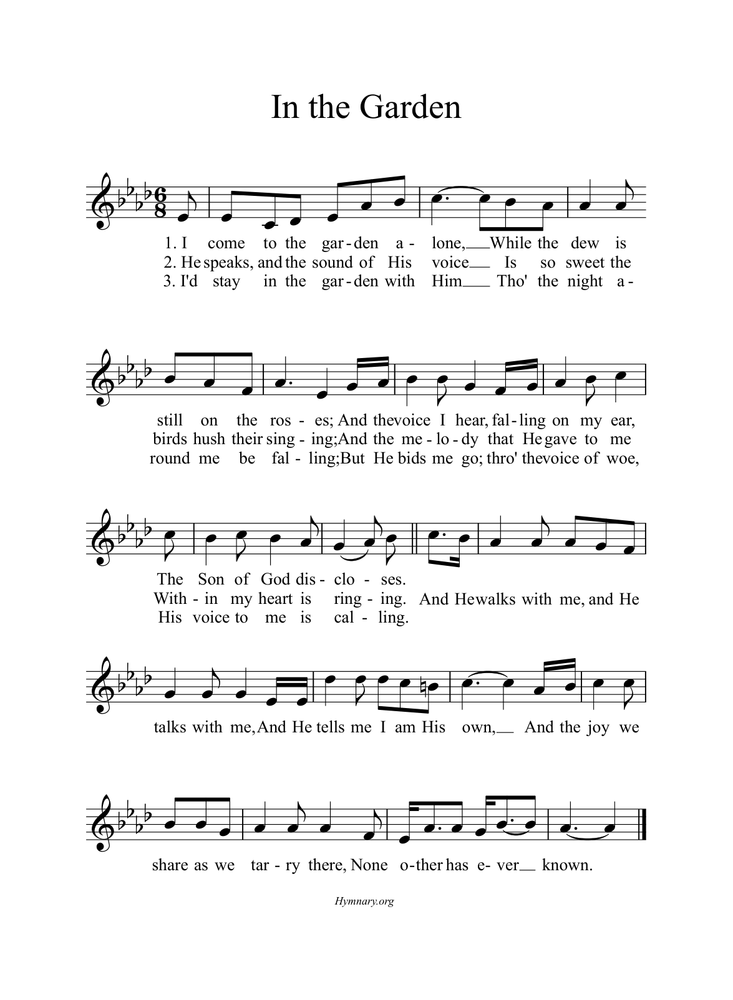 In the Garden
6
8
1. I come to the gar - den a - lone, While the dew is
2. He speaks, and the sound of His voice Is so sweet the
3. I'd stay in the gar - den with Him Tho' the night a -
still on the ros - es; And the voice I hear, fal - ling on my ear,
birds hush their sing - ing; And the me - lo - dy that He gave to me
round me be fal - ling; But He bids me go; thro' the voice of woe,
The Son of God dis - clo - ses.
With - in my heart is ring - ing. And He walks with me, and He
His voice to me is cal - ling.
talks with me, And He tells me I am His own, And the joy we
share as we tar - ry there, None o - ther has e - ver known.
Hymnary.org